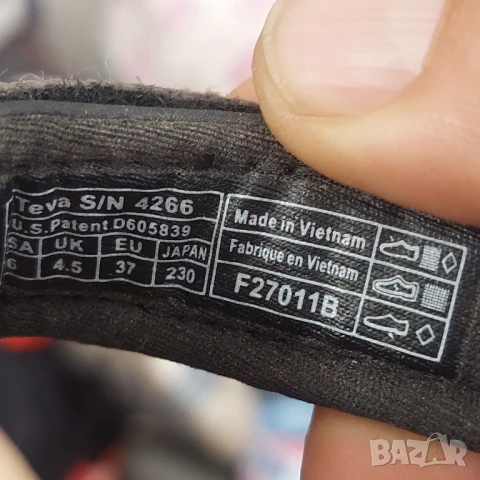 Teva S/N 4266
U.S. Patent D605839
SA UK EU JAPAN
6 4.5 37 230
Made in Vietnam
Fabriqué en Vietnam
F27011B
BAZAR